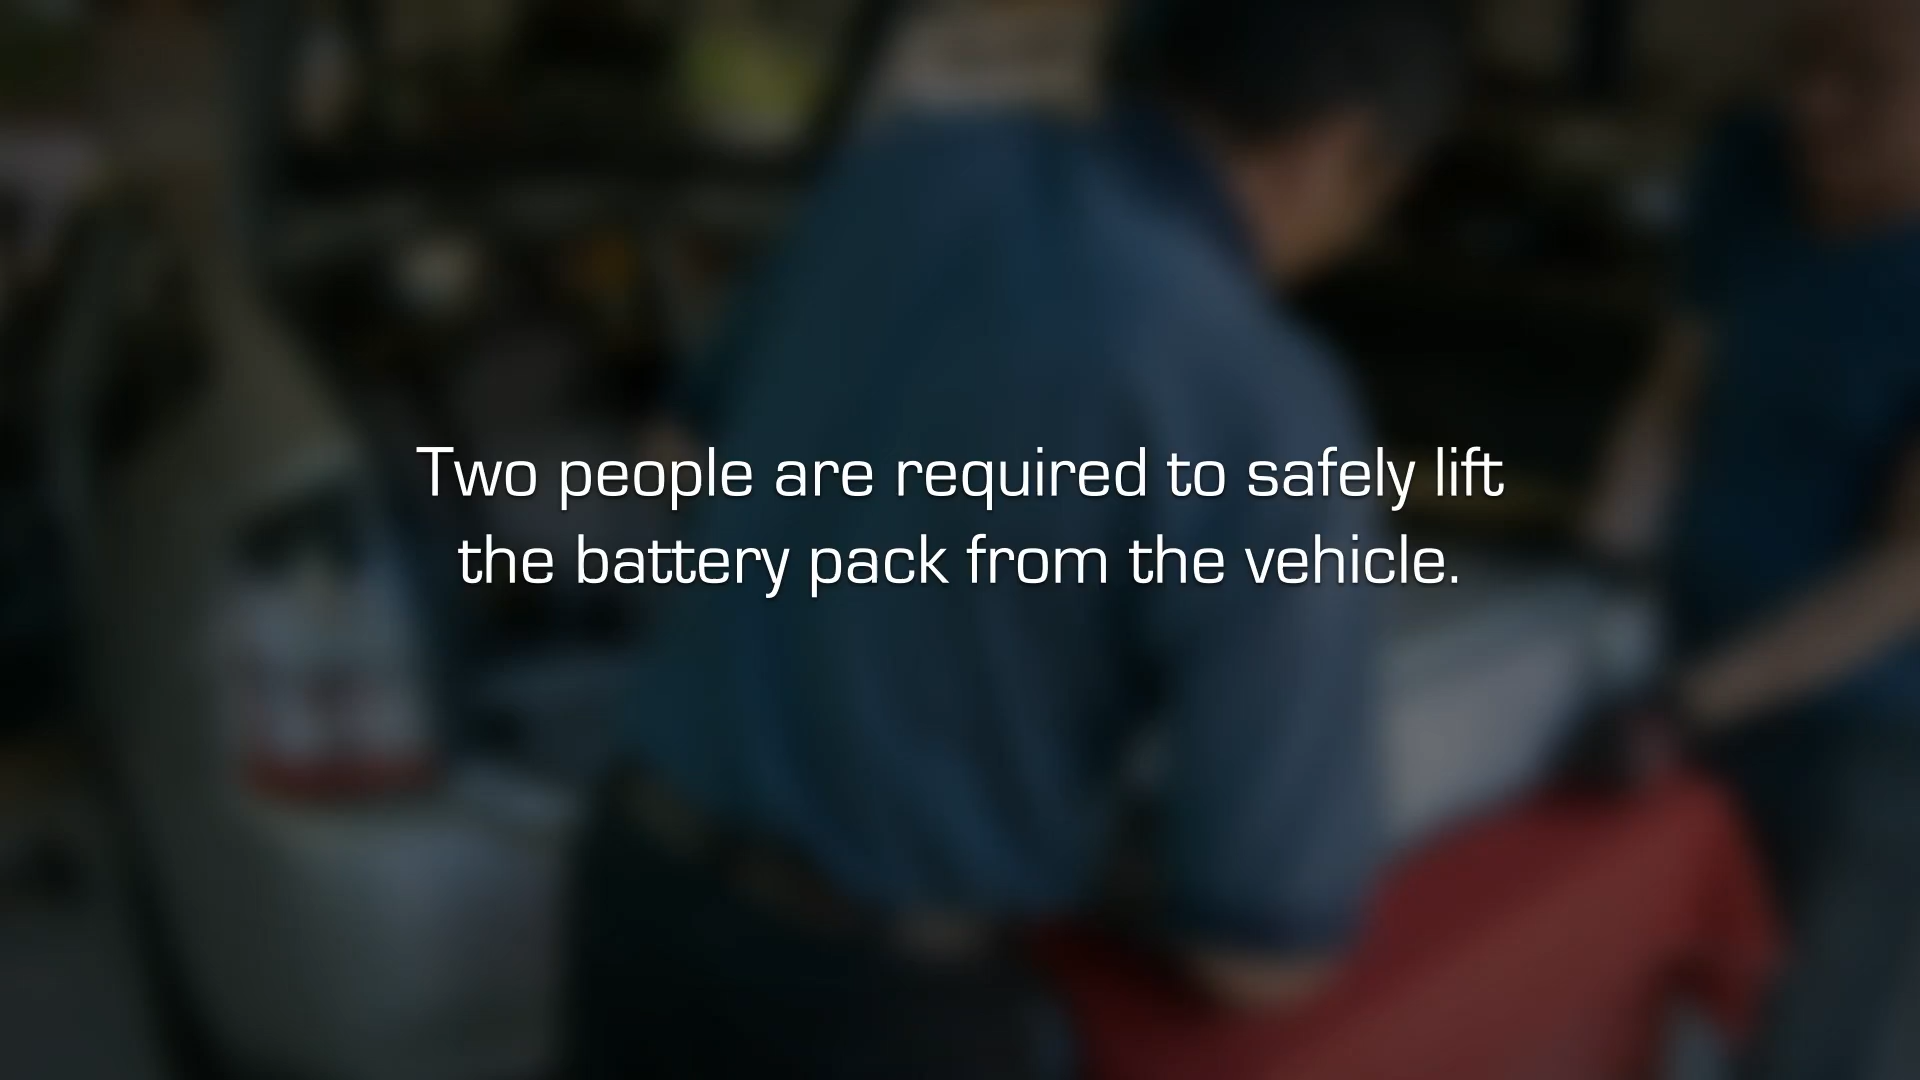 Two people are required to safely lift
the battery pack from the vehicle.